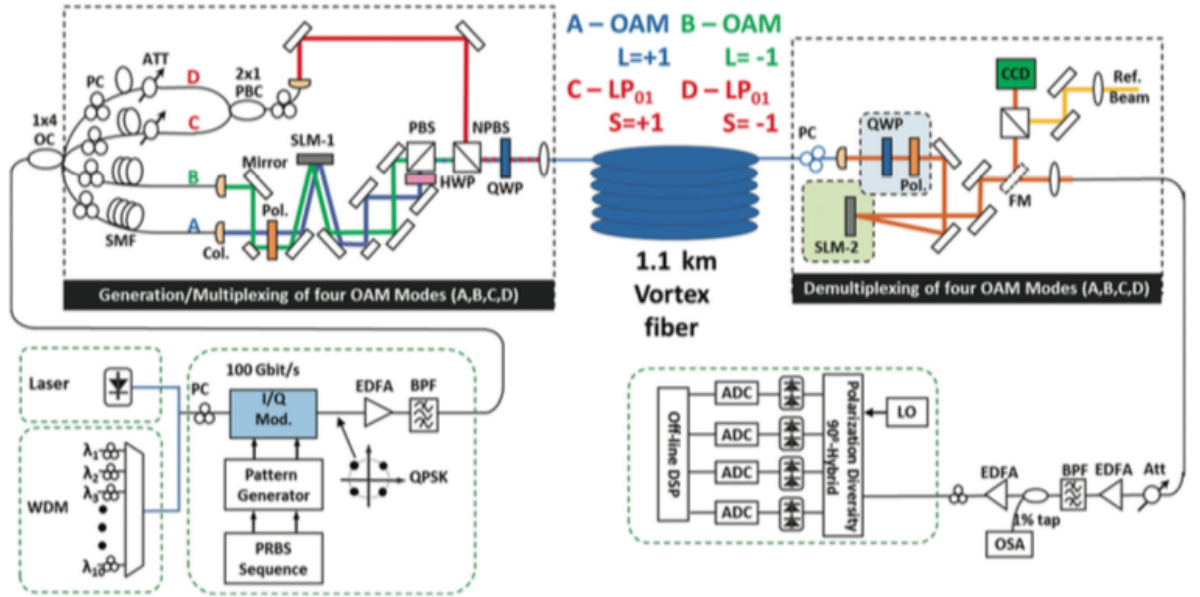 A – OAM B – OAM
L=+1 L= -1
C – LP01 D – LP01
S=+1 S= -1
PC
ATT
D
2x1
PBC
C
1x4
OC
B
Mirror
SLM-1
PBS
NPBS
HWP
QWP
SMF
A
Col.
Pol.
Generation/Multiplexing of four OAM Modes (A,B,C,D)
1.1 km
Vortex
fiber
CCD
Ref.
Beam
PC
QWP
Pol.
FM
SLM-2
Demultiplexing of four OAM Modes (A,B,C,D)
Laser
WDM
λ1
λ2
λ3
λ10
PC
100 Gbit/s
I/Q
Mod.
EDFA
BPF
QPSK
Pattern
Generator
PRBS
Sequence
Off-line DSP
ADC
ADC
ADC
ADC
Polarization Diversity
90º-Hybrid
LO
EDFA
BPF
EDFA
Att
1% tap
OSA